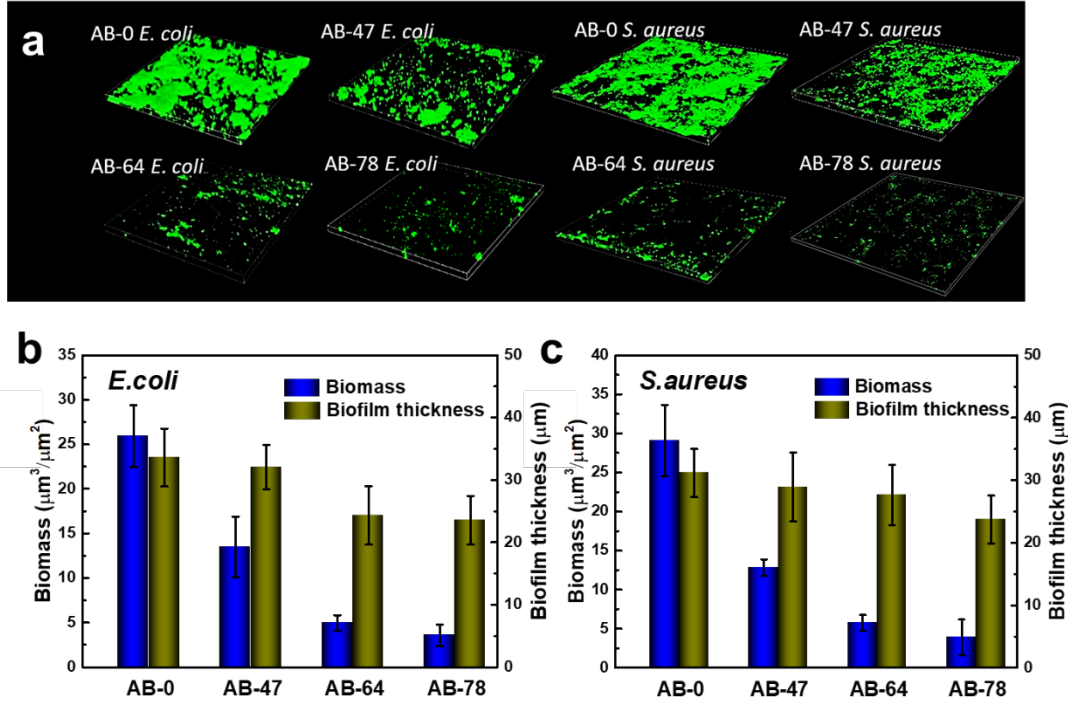 a
AB-0 E. coli
AB-47 E. coli
AB-0 S. aureus
AB-47 S. aureus
AB-64 E. coli
AB-78 E. coli
AB-64 S. aureus
AB-78 S. aureus
b
E.coli
Biomass
Biofilm thickness
Biomass (μm³/μm²)
35
30
25
20
15
10
5
0
Biofilm thickness (μm)
50
40
30
20
10
0
AB-0 AB-47 AB-64 AB-78
c
S.aureus
Biomass
Biofilm thickness
Biomass (μm³/μm²)
40
35
30
25
20
15
10
5
0
Biofilm thickness (μm)
50
40
30
20
10
0
AB-0 AB-47 AB-64 AB-78